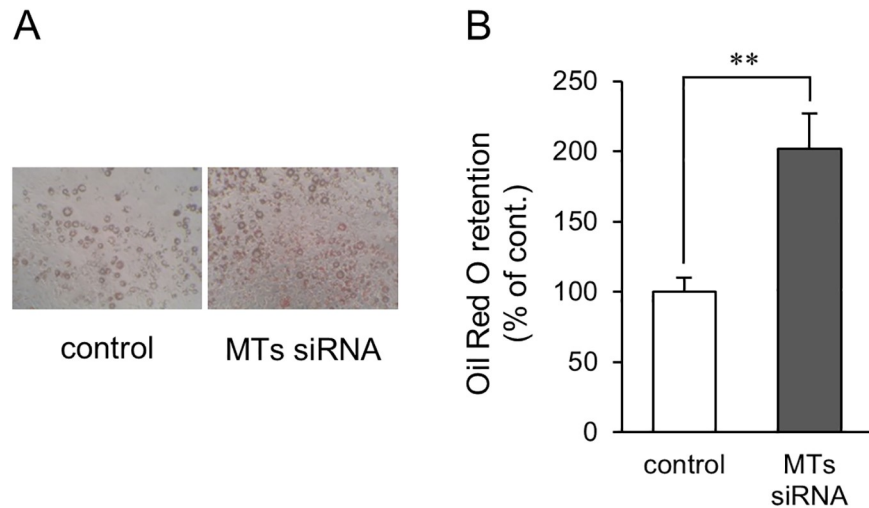 A
control
MTs siRNA
B
**
Oil Red O retention
(% of cont.)
250
200
150
100
50
0
control
MTs
siRNA